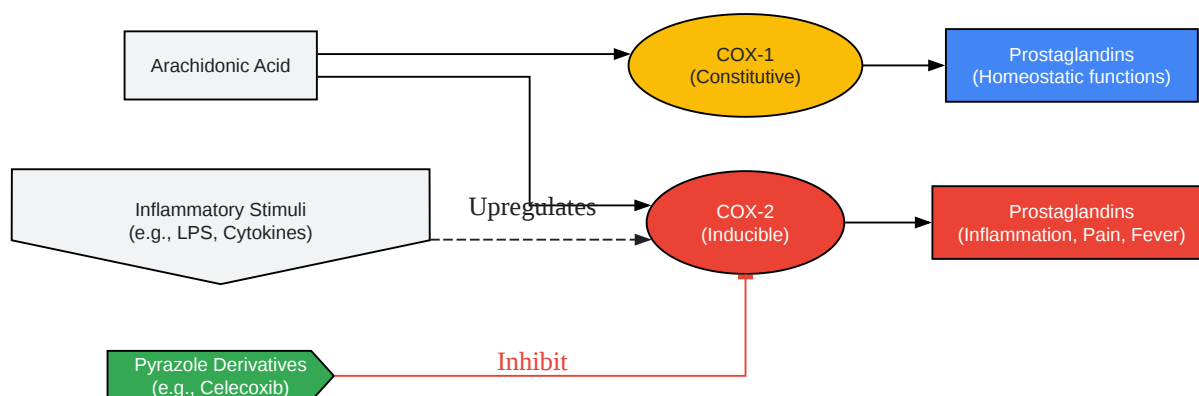 Arachidonic Acid
COX-1
(Constitutive)
Prostaglandins
(Homeostatic functions)
Inflammatory Stimuli
(e.g., LPS, Cytokines)
Upregulates
COX-2
(Inducible)
Prostaglandins
(Inflammation, Pain, Fever)
Pyrazole Derivatives
(e.g., Celecoxib)
Inhibit